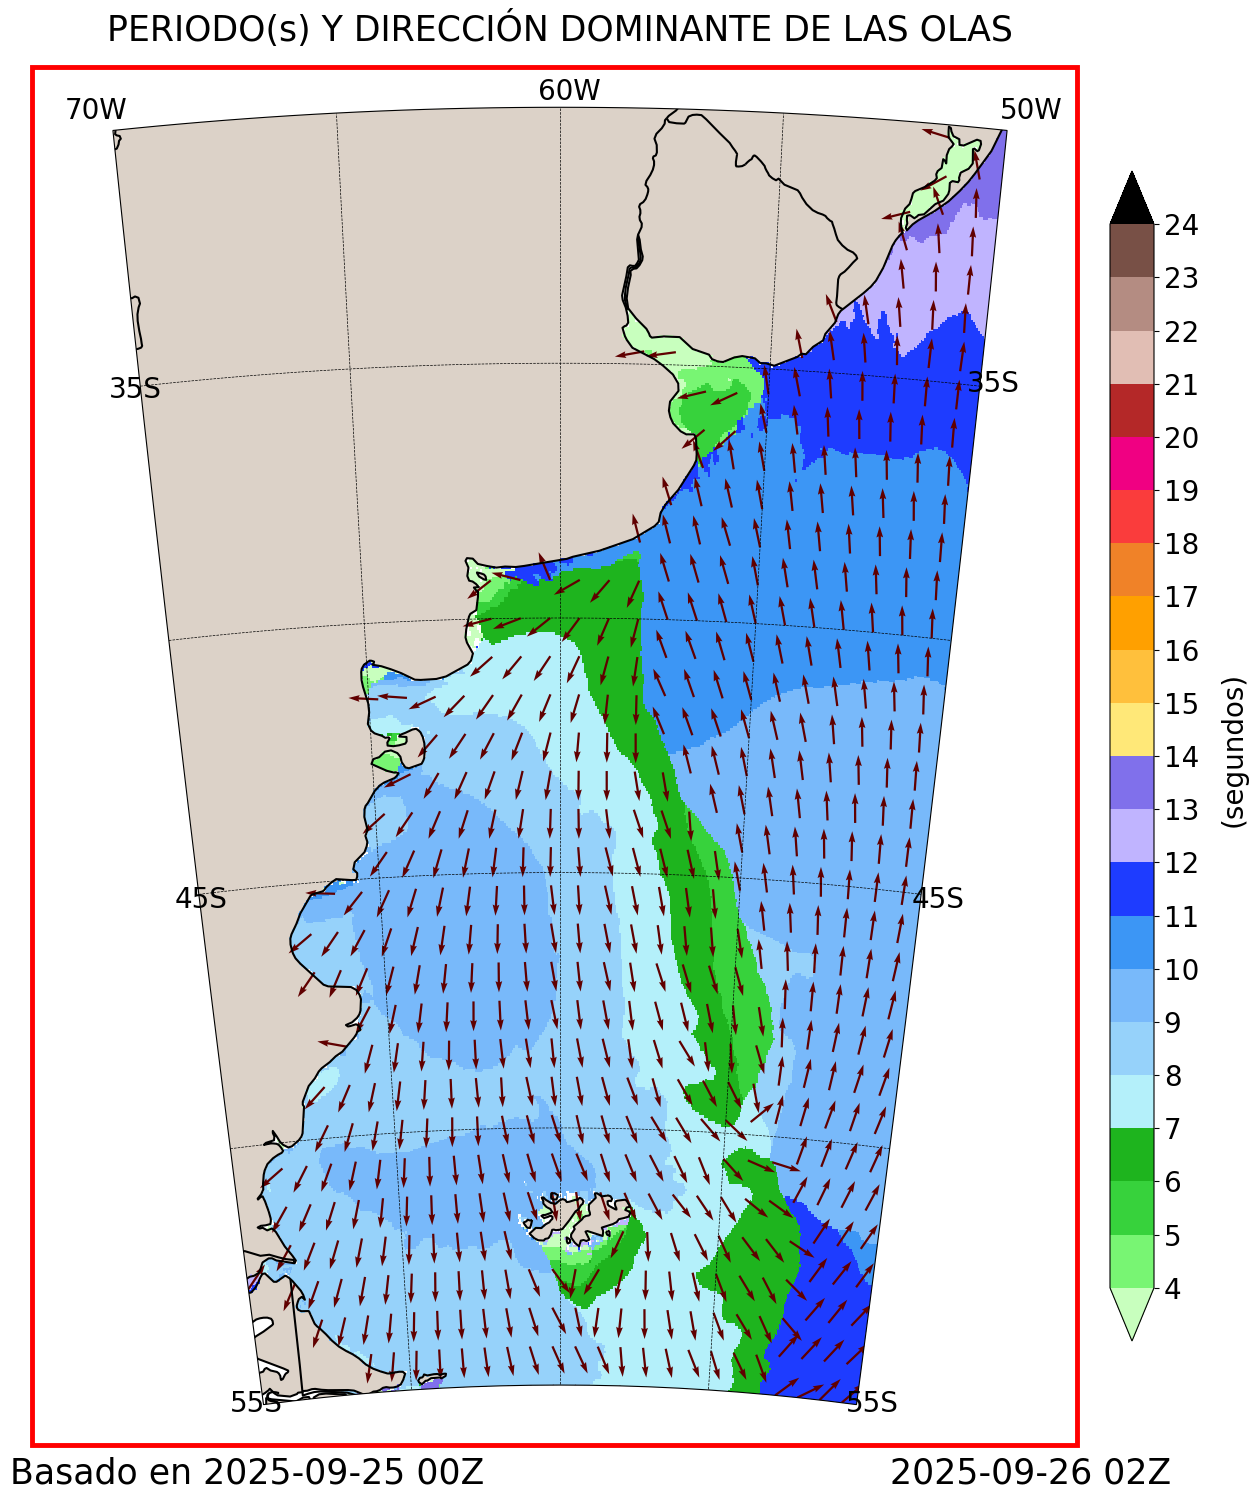 PERIODO(s) Y DIRECCIÓN DOMINANTE DE LAS OLAS
70W
60W
50W
35S
35S
45S
45S
55S
55S
24
23
22
21
20
19
18
17
16
15
14
13
12
11
10
9
8
7
6
5
4
(segundos)
Basado en 2025-09-25 00Z
2025-09-26 02Z